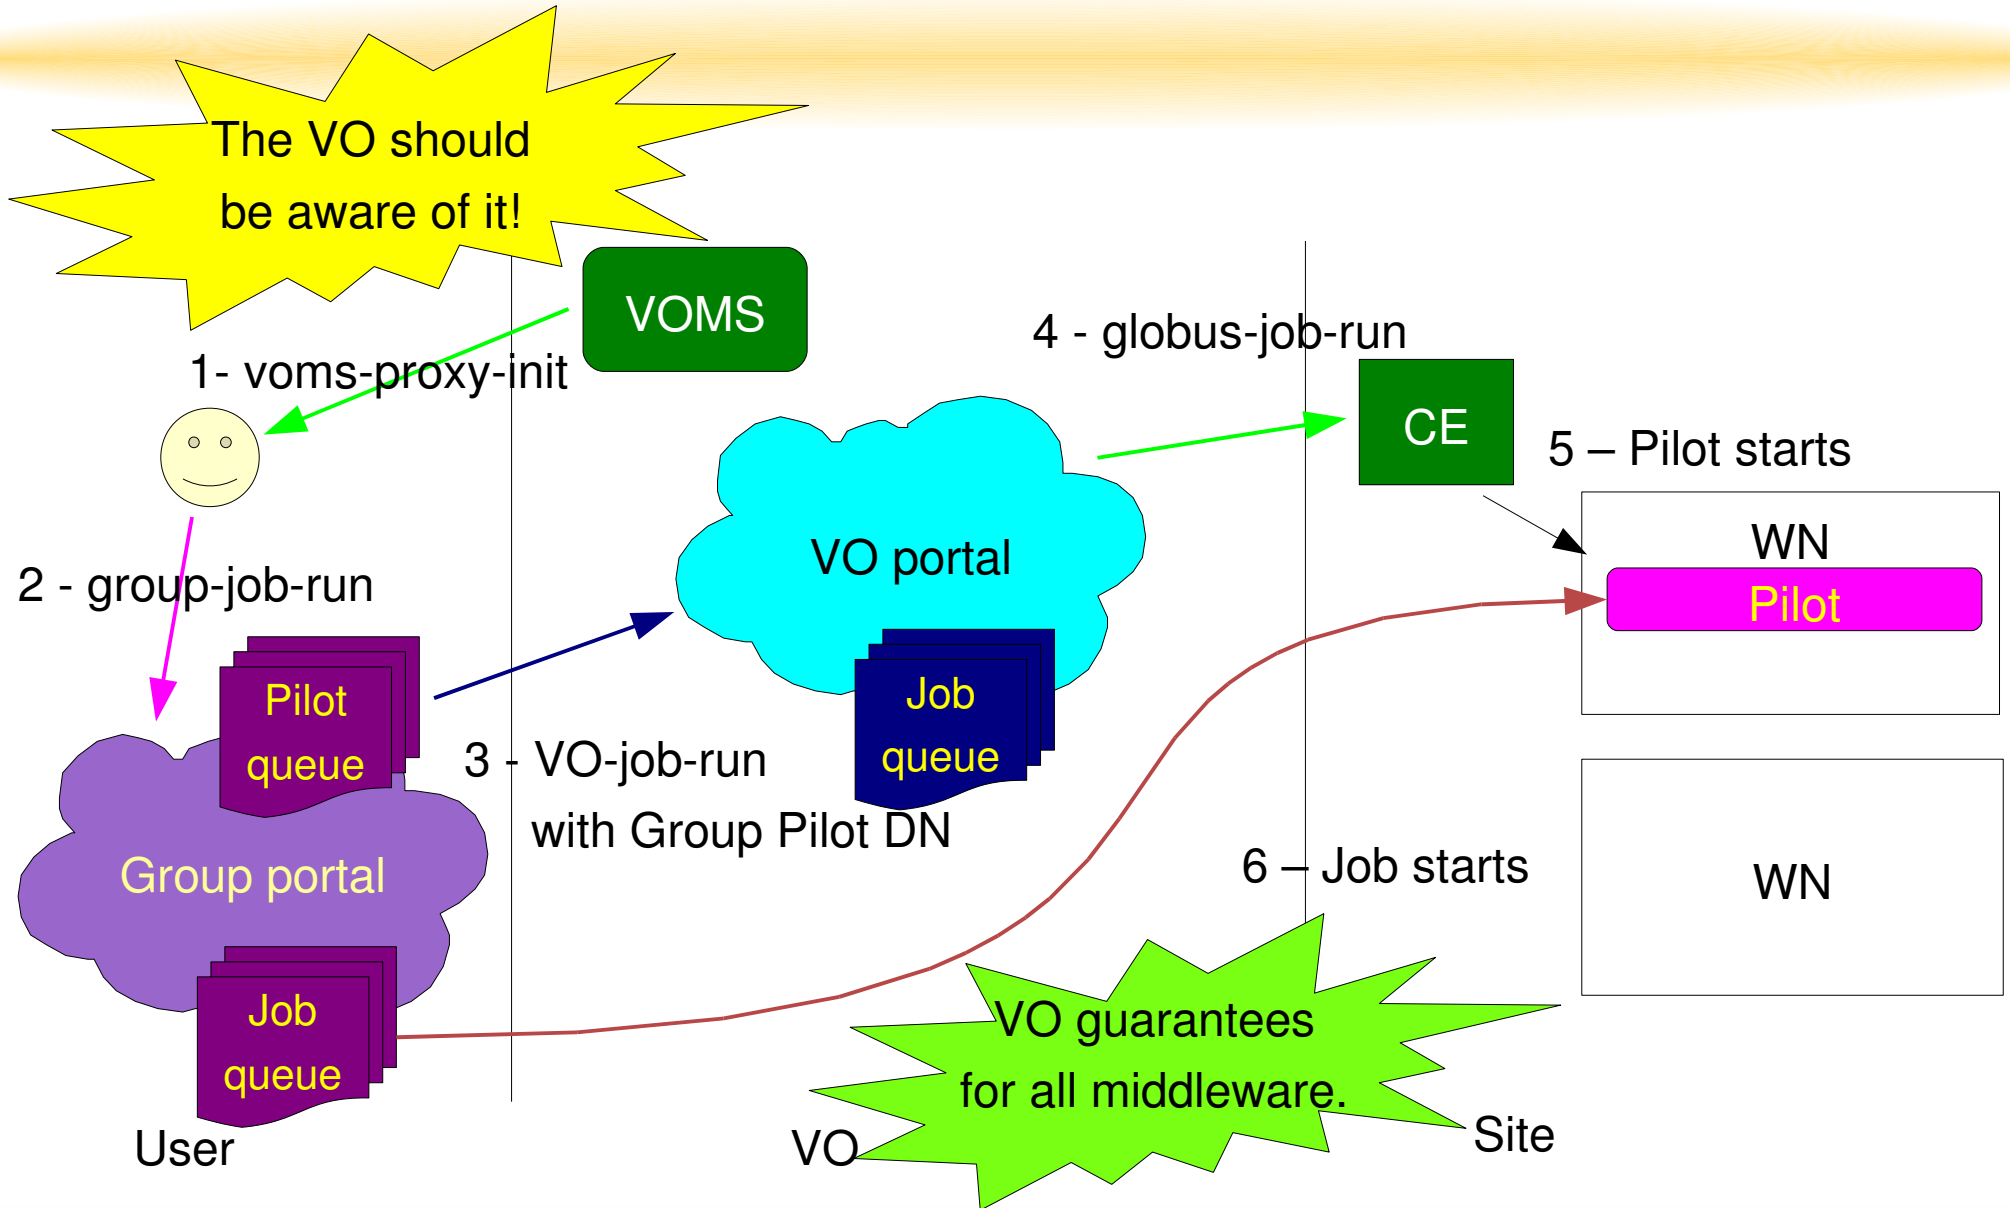 The VO should
be aware of it!
VOMS
1- voms-proxy-init
4 - globus-job-run
CE
5 – Pilot starts
WN
Pilot
VO portal
2 - group-job-run
Pilot
queue
Job
queue
3 - VO-job-run
with Group Pilot DN
Group portal
6 – Job starts
WN
Job
queue
VO guarantees
for all middleware.
User
VO
Site